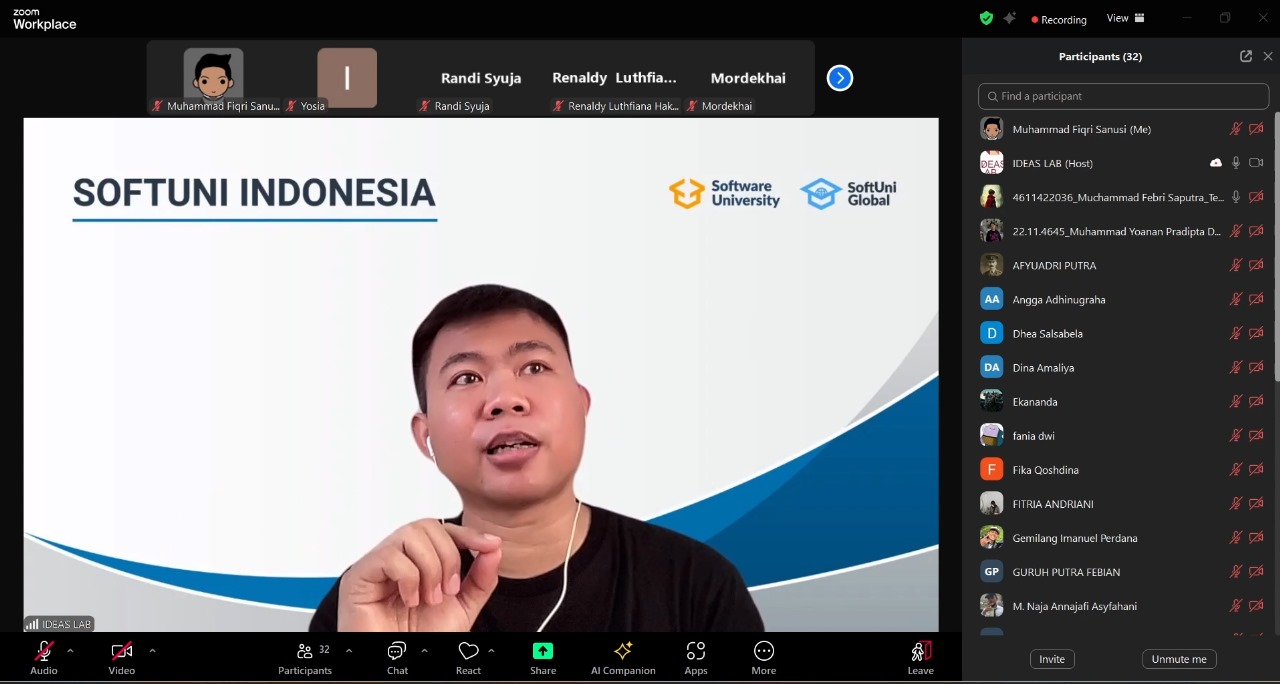 zoom
Workplace
Recording
View
Muhammad Fiqri Sanu...
I
Yosia
Randi Syuja
Randi Syuja
Renaldy Luthfia...
Renaldy Luthfiana Hak...
Mordekhai
Mordekhai
SOFTUNI INDONESIA
Software
University
SoftUni
Global
IDEAS LAB
Participants (32)
Find a participant
Muhammad Fiqri Sanusi (Me)
IDEAS LAB (Host)
4611422036_Muchammad Febri Saputra_Te...
22.11.4645_Muhammad Yoanan Pradipta D...
AFYUADRI PUTRA
AA
Angga Adhinugraha
D
Dhea Salsabela
DA
Dina Amaliya
Ekananda
fania dwi
F
Fika Qoshdina
FITRIA ANDRIANI
Gemilang Imanuel Perdana
GP
GURUH PUTRA FEBIAN
M. Naja Annajafi Asyfahani
Invite
Unmute me
Audio
Video
32
Participants
Chat
React
Share
AI Companion
Apps
More
Leave